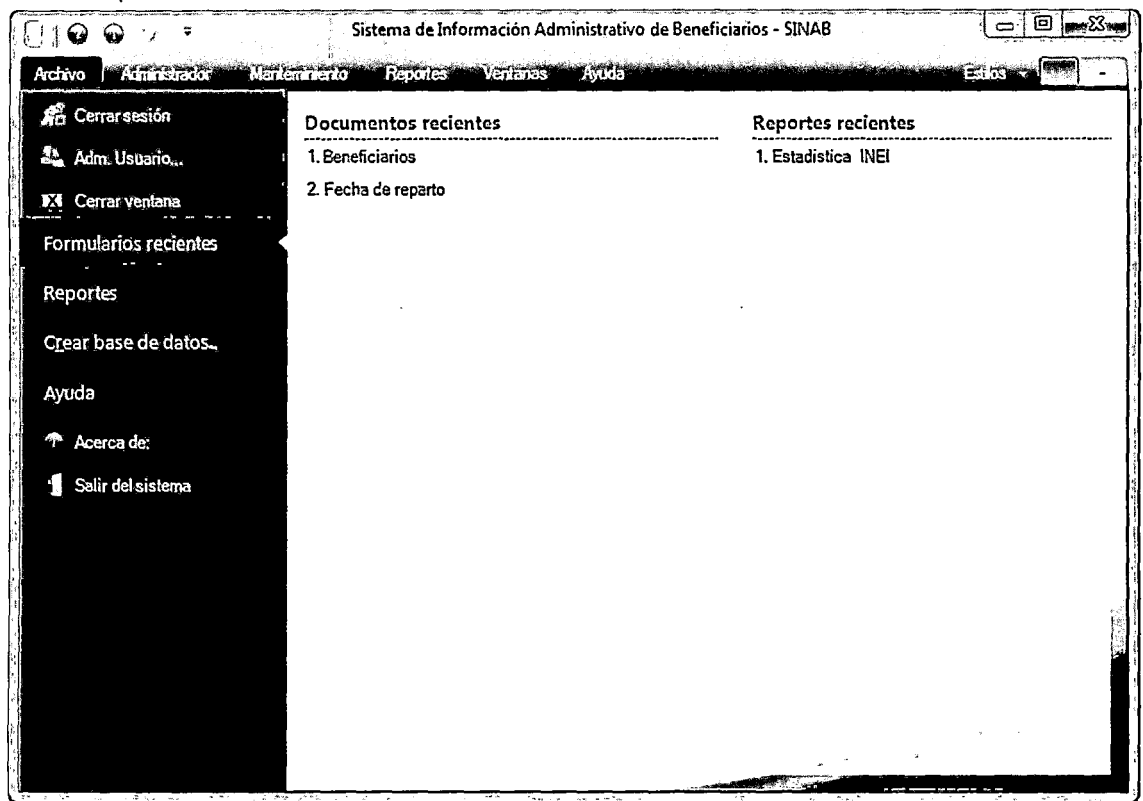 Sistema de Información Administrativo de Beneficiarios - SINAB
Archivo Administrador Mantenimiento Reportes Ventanas Ayuda Estilos
Cerrar sesión
Adm. Usuario...
Cerrar ventana
Formularios recientes
Reportes
Crear base de datos...
Ayuda
Acerca de:
Salir del sistema
Documentos recientes
1. Beneficiarios
2. Fecha de reparto
Reportes recientes
1. Estadistica INEI